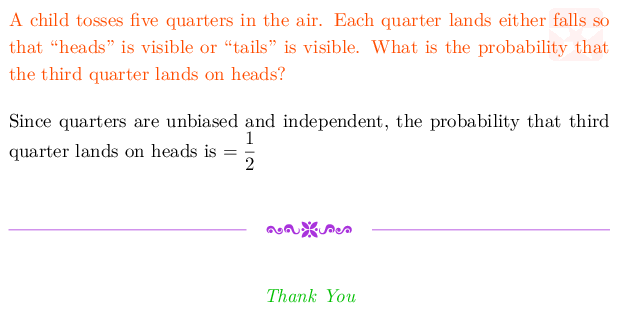 A child tosses five quarters in the air. Each quarter lands either falls so
that “heads” is visible or “tails” is visible. What is the probability that
the third quarter lands on heads?
Since quarters are unbiased and independent, the probability that third
quarter lands on heads is = 1/2
Thank You